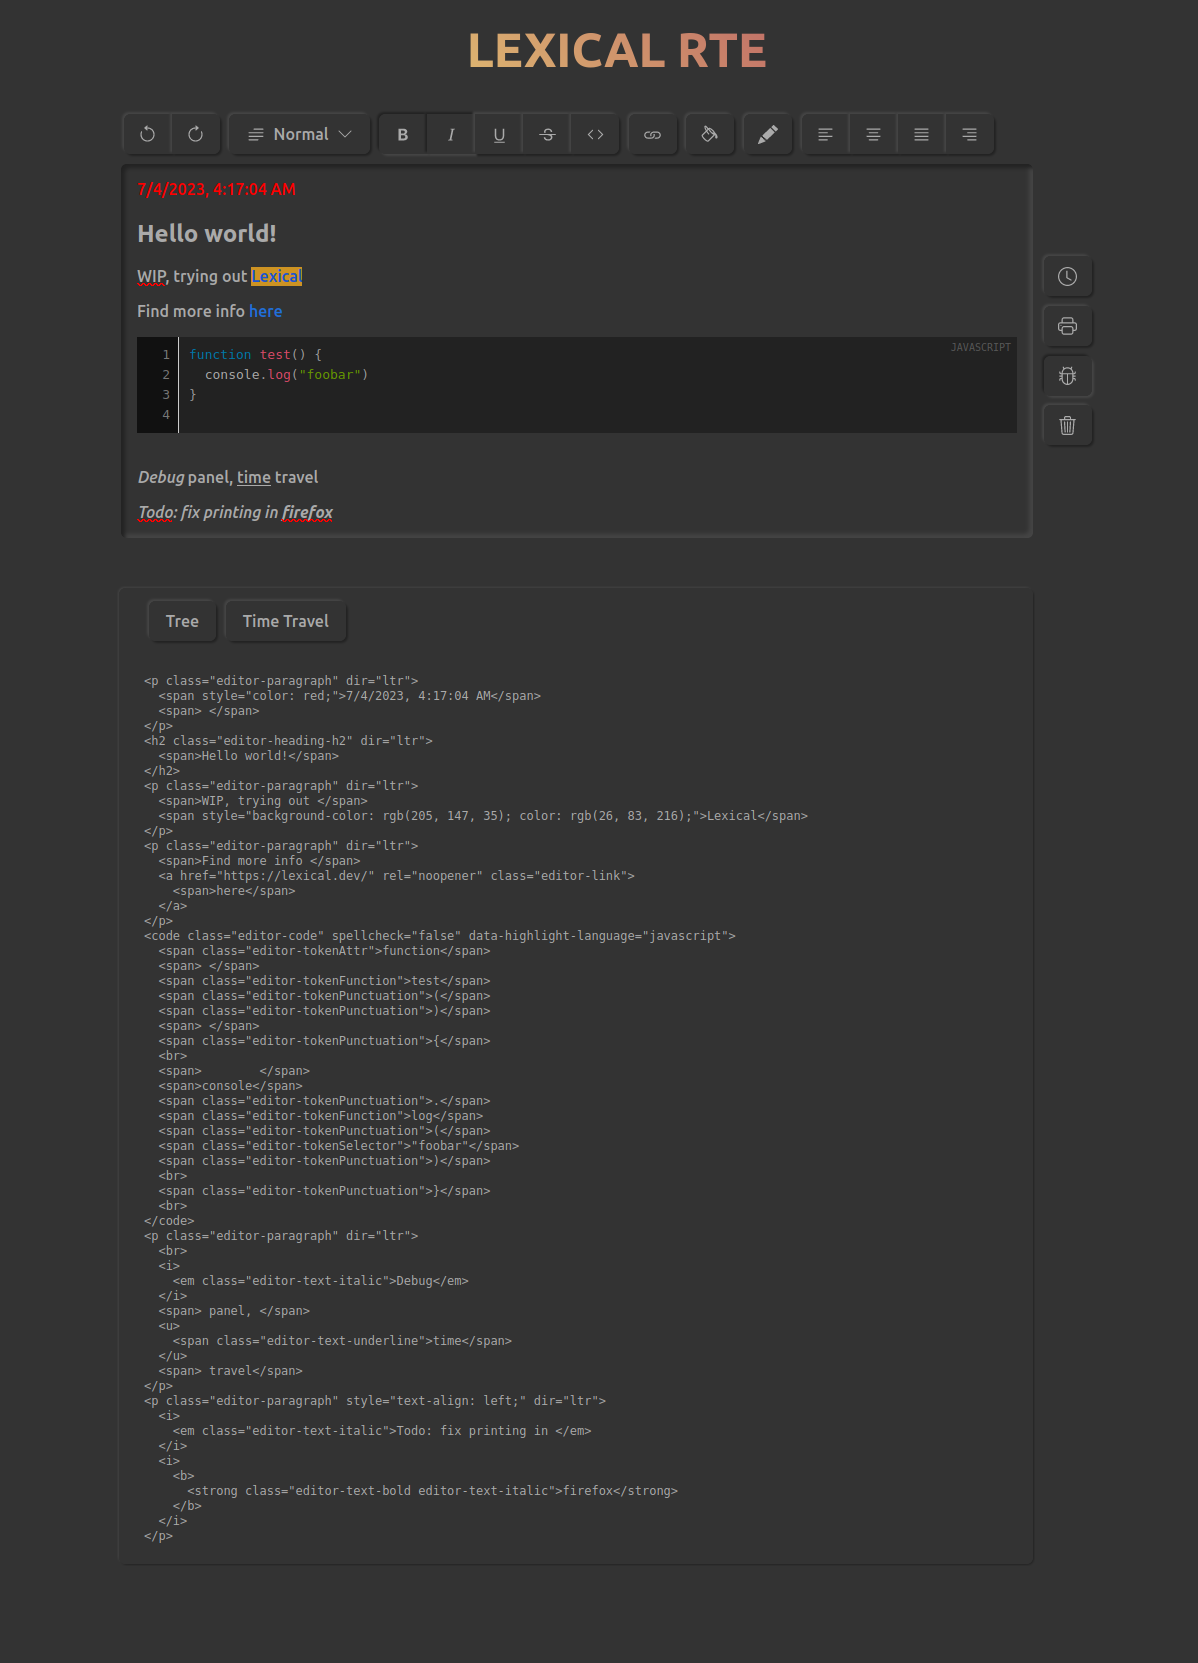 LEXICAL RTE
Normal B I U
7/4/2023, 4:17:04 AM
Hello world!
WIP, trying out Lexical
Find more info here
JAVASCRIPT
1 function test() {
2   console.log("foobar")
3 }
4
Debug panel, time travel
Todo: fix printing in firefox
Tree Time Travel
<p class="editor-paragraph" dir="ltr">
  <span style="color: red;">7/4/2023, 4:17:04 AM</span>
  <span> </span>
</p>
<h2 class="editor-heading-h2" dir="ltr">
  <span>Hello world!</span>
</h2>
<p class="editor-paragraph" dir="ltr">
  <span>WIP, trying out </span>
  <span style="background-color: rgb(205, 147, 35); color: rgb(26, 83, 216);">Lexical</span>
</p>
<p class="editor-paragraph" dir="ltr">
  <span>Find more info </span>
  <a href="https://lexical.dev/" rel="noopener" class="editor-link">
    <span>here</span>
  </a>
</p>
<code class="editor-code" spellcheck="false" data-highlight-language="javascript">
  <span class="editor-tokenAttr">function</span>
  <span> </span>
  <span class="editor-tokenFunction">test</span>
  <span class="editor-tokenPunctuation">(</span>
  <span class="editor-tokenPunctuation">)</span>
  <span> </span>
  <span class="editor-tokenPunctuation">{</span>
  <br>
  <span>        </span>
  <span>console</span>
  <span class="editor-tokenPunctuation">.</span>
  <span class="editor-tokenFunction">log</span>
  <span class="editor-tokenPunctuation">(</span>
  <span class="editor-tokenSelector">"foobar"</span>
  <span class="editor-tokenPunctuation">)</span>
  <br>
  <span class="editor-tokenPunctuation">}</span>
  <br>
</code>
<p class="editor-paragraph" dir="ltr">
  <br>
  <i>
    <em class="editor-text-italic">Debug</em>
  </i>
  <span> panel, </span>
  <u>
    <span class="editor-text-underline">time</span>
  </u>
  <span> travel</span>
</p>
<p class="editor-paragraph" style="text-align: left;" dir="ltr">
  <i>
    <em class="editor-text-italic">Todo: fix printing in </em>
  </i>
  <i>
    <b>
      <strong class="editor-text-bold editor-text-italic">firefox</strong>
    </b>
  </i>
</p>